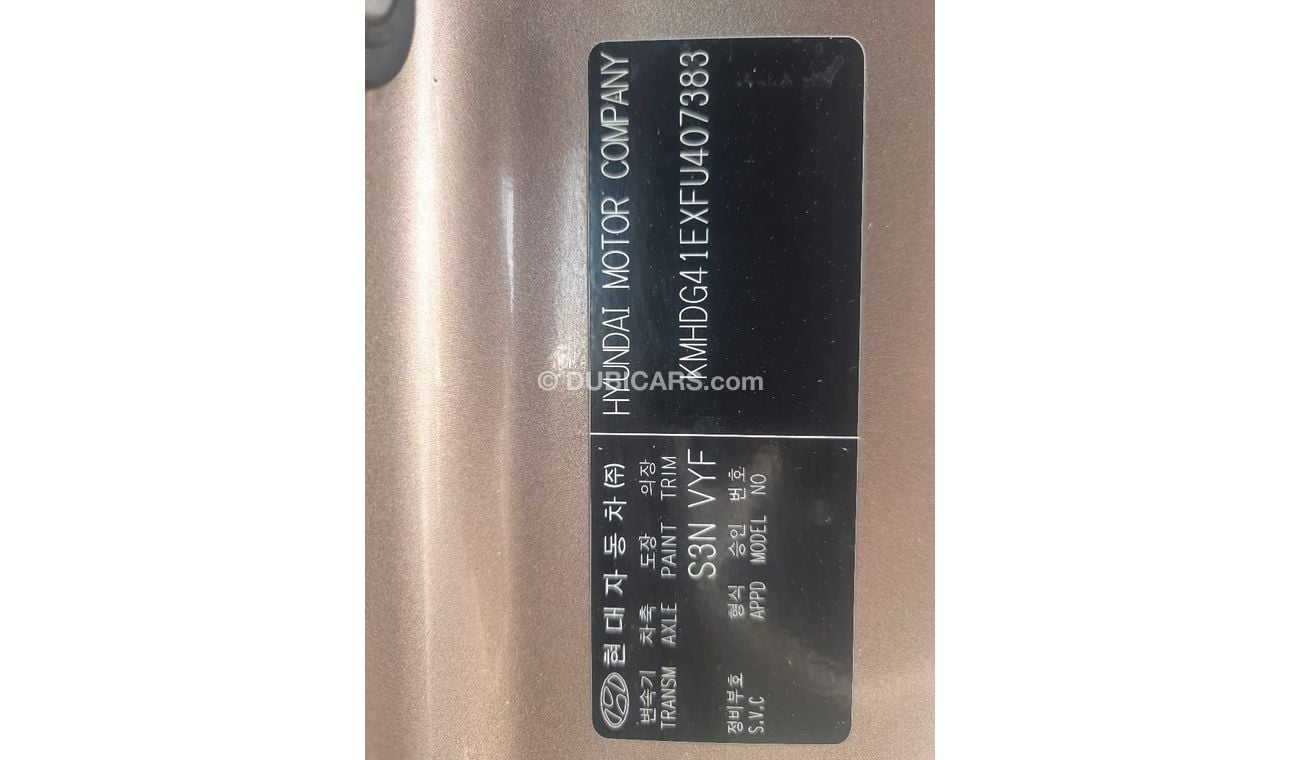 현대자동차(주)
변속기 차축 도장 의장
TRANSM AXLE PAINT TRIM
S3N VYF
정비부호 형식 승인 번호
S.V.C APPD MODEL NO
HYUNDAI MOTOR COMPANY
KMHDG41EXFU407383
© DUBICARS.com